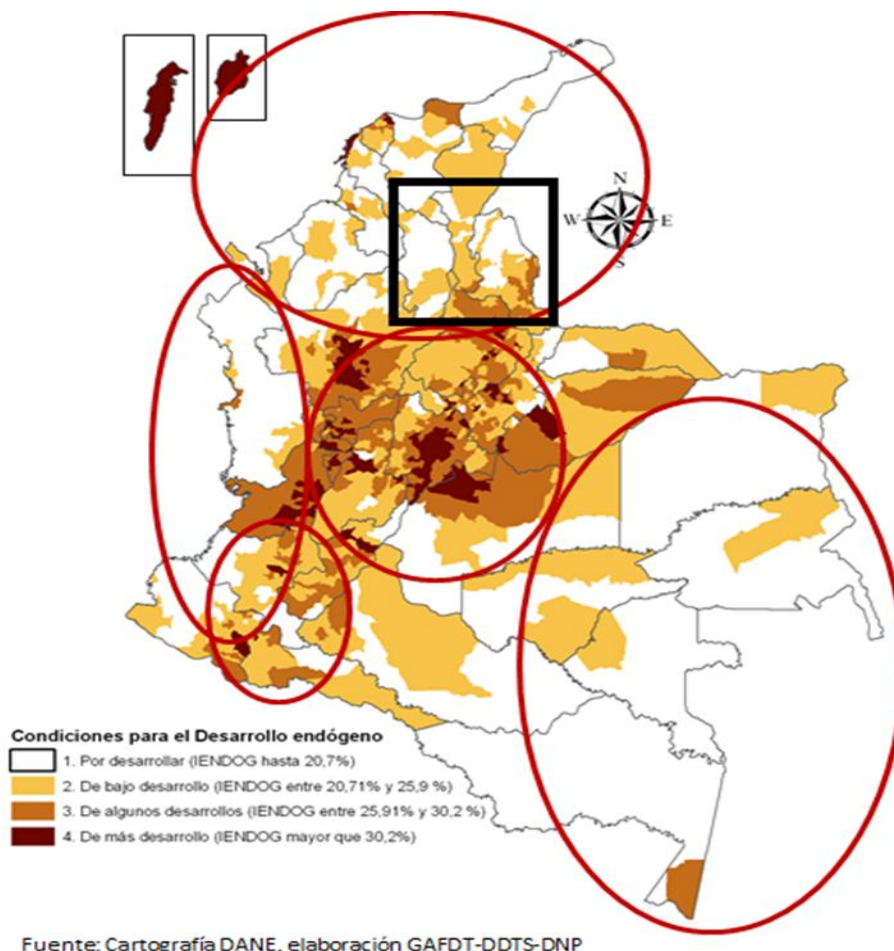 N
W E
S
Condiciones para el Desarrollo endógeno
1. Por desarrollar (IENDOG hasta 20,7%)
2. De bajo desarrollo (IENDOG entre 20,71% y 25,9 %)
3. De algunos desarrollos (IENDOG entre 25,91% y 30,2 %)
4. De más desarrollo (IENDOG mayor que 30,2%)
Fuente: Cartografía DANE, elaboración GAFDT-DDTS-DNP